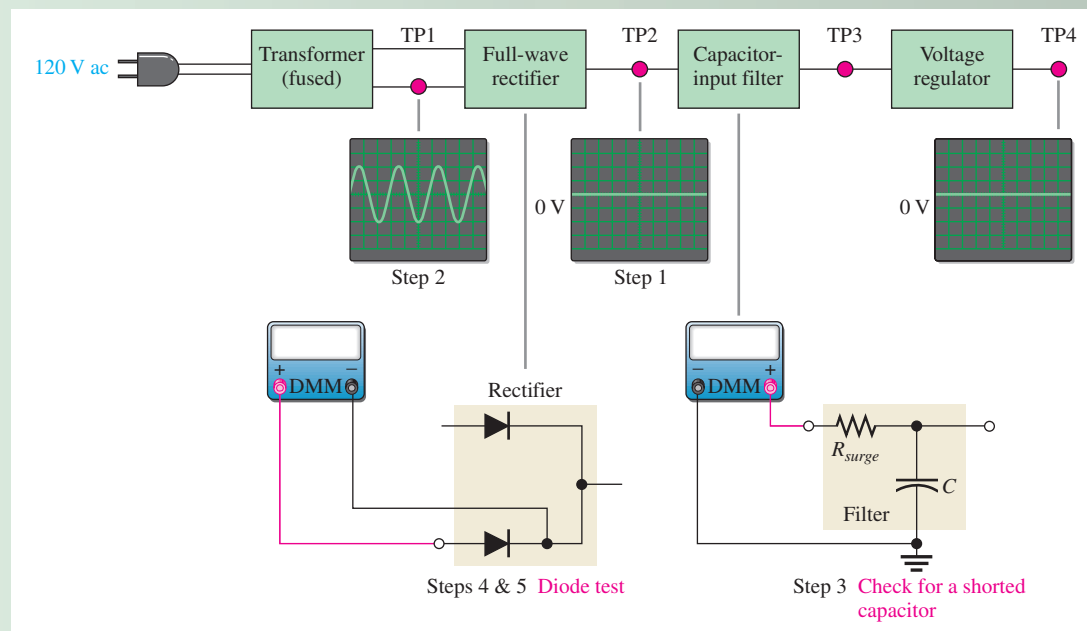 120 V ac
Transformer
(fused)
TP1
Full-wave
rectifier
TP2
Capacitor-
input filter
TP3
Voltage
regulator
TP4
Step 2
0 V
Step 1
0 V
+ −
DMM
Rectifier
Steps 4 & 5 Diode test
− +
DMM
Rsurge
C
Filter
Step 3 Check for a shorted
capacitor